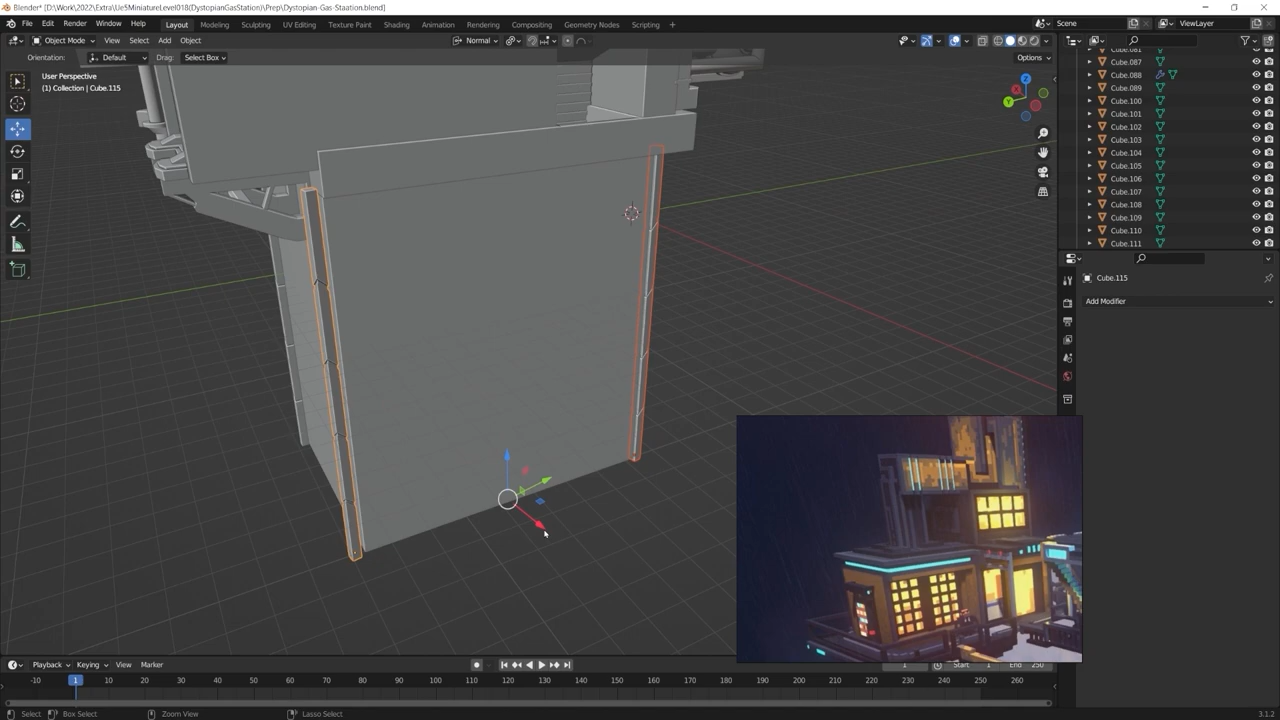 Blender* [D:\Work\2022\Extra\Ue5MiniatureLevel018(DystopianGasStation)\Prep\Dystopian-Gas-Staation.blend]
File Edit Render Window Help Layout Modeling Sculpting UV Editing Texture Paint Shading Animation Rendering Compositing Geometry Nodes Scripting Scene ViewLayer
Object Mode View Select Add Object Normal
Orientation: Default Drag: Select Box Options
User Perspective
(1) Collection | Cube.115
Z
Y
X
Cube.081
Cube.087
Cube.088
Cube.089
Cube.100
Cube.101
Cube.102
Cube.103
Cube.104
Cube.105
Cube.106
Cube.107
Cube.108
Cube.109
Cube.110
Cube.111
Cube.115
Add Modifier
Playback Keying View Marker 1 Start 1 End 250
-10 1 10 20 30 40 50 60 70 80 90 100 110 120 130 140 150 160 170 180 190 200 210 220 230 240 250 260
Select Box Select Zoom View Lasso Select 3.1.2